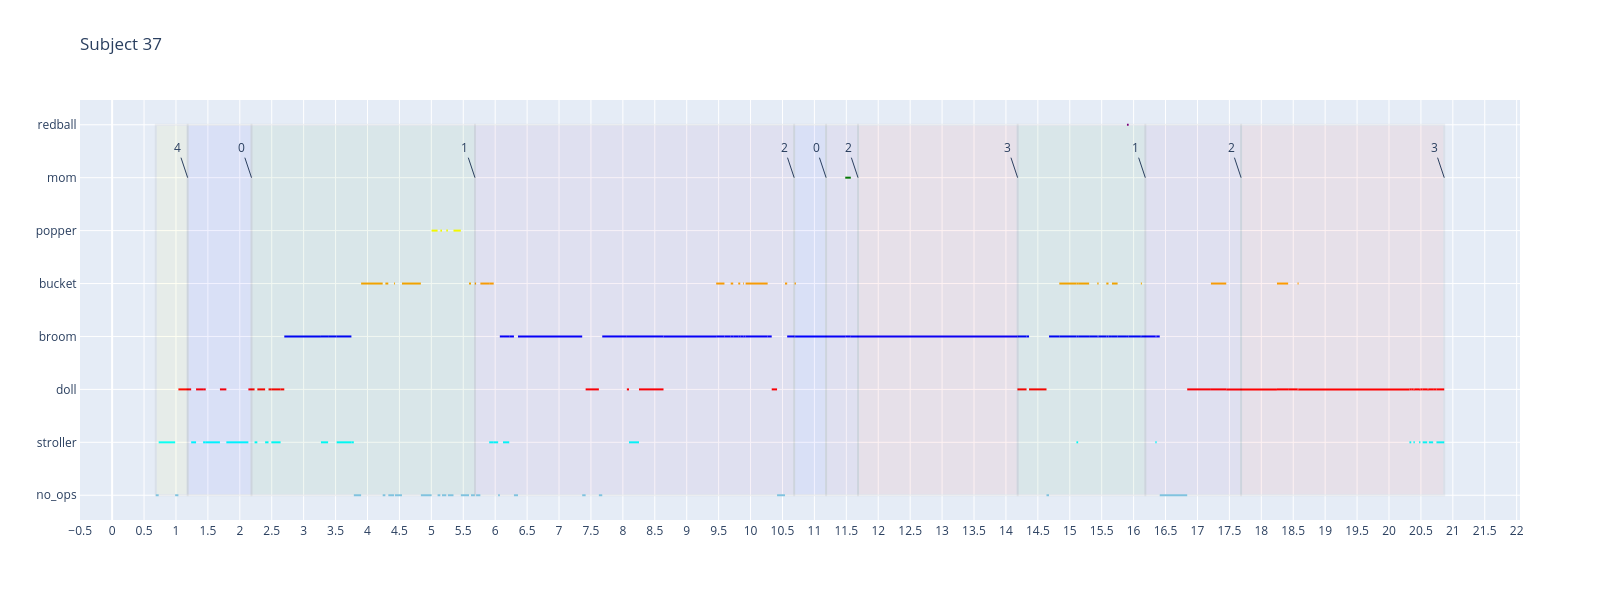 Subject 37
redball
4 0 1 2 0 2 3 1 2 3
mom
popper
bucket
broom
doll
stroller
no_ops
−0.5 0 0.5 1 1.5 2 2.5 3 3.5 4 4.5 5 5.5 6 6.5 7 7.5 8 8.5 9 9.5 10 10.5 11 11.5 12 12.5 13 13.5 14 14.5 15 15.5 16 16.5 17 17.5 18 18.5 19 19.5 20 20.5 21 21.5 22